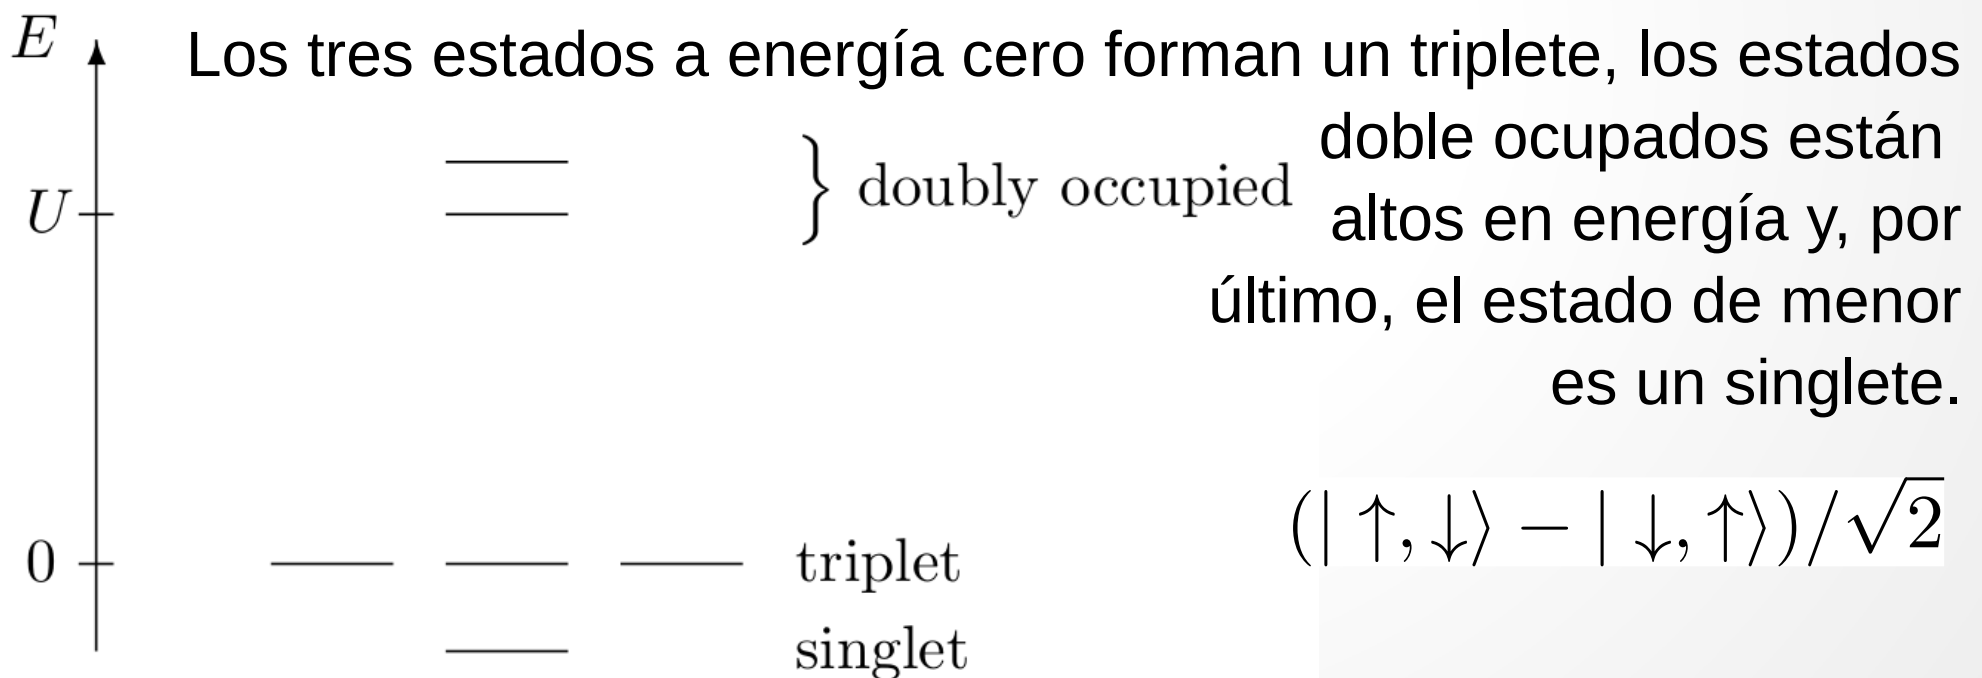 E
Los tres estados a energía cero forman un triplete, los estados
doble ocupados están
altos en energía y, por
último, el estado de menor
es un singlete.
U
} doubly occupied
(| ↑, ↓⟩ − | ↓, ↑⟩)/√2
0
triplet
singlet